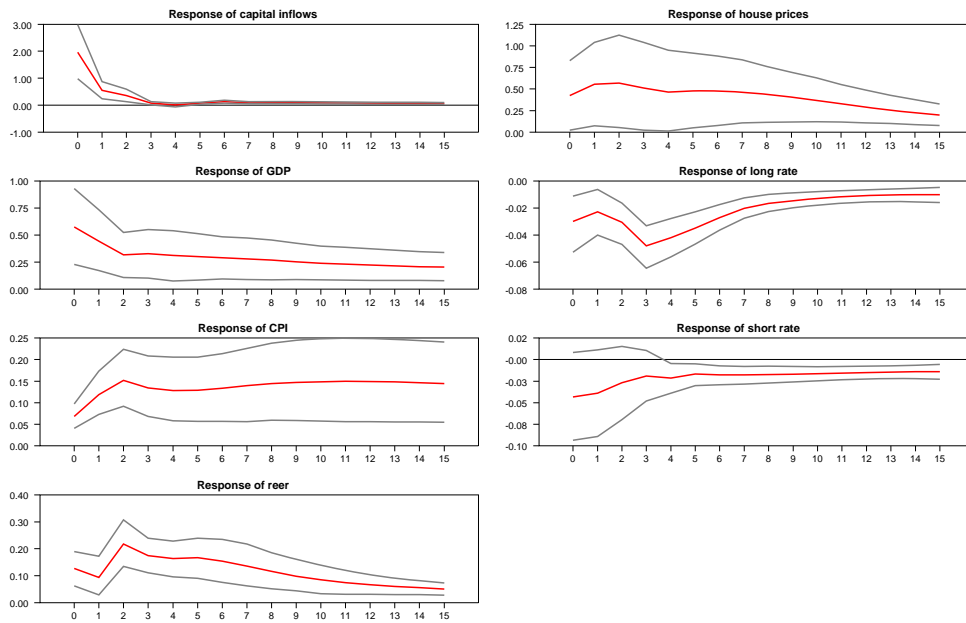 Response of capital inflows
3.00
2.00
1.00
0.00
-1.00
0 1 2 3 4 5 6 7 8 9 10 11 12 13 14 15
Response of house prices
1.25
1.00
0.75
0.50
0.25
0.00
0 1 2 3 4 5 6 7 8 9 10 11 12 13 14 15
Response of GDP
1.00
0.75
0.50
0.25
0.00
0 1 2 3 4 5 6 7 8 9 10 11 12 13 14 15
Response of long rate
0.00
-0.02
-0.04
-0.06
-0.08
0 1 2 3 4 5 6 7 8 9 10 11 12 13 14 15
Response of CPI
0.25
0.20
0.15
0.10
0.05
0.00
0 1 2 3 4 5 6 7 8 9 10 11 12 13 14 15
Response of short rate
0.02
-0.00
-0.03
-0.05
-0.08
-0.10
0 1 2 3 4 5 6 7 8 9 10 11 12 13 14 15
Response of reer
0.40
0.30
0.20
0.10
0.00
0 1 2 3 4 5 6 7 8 9 10 11 12 13 14 15